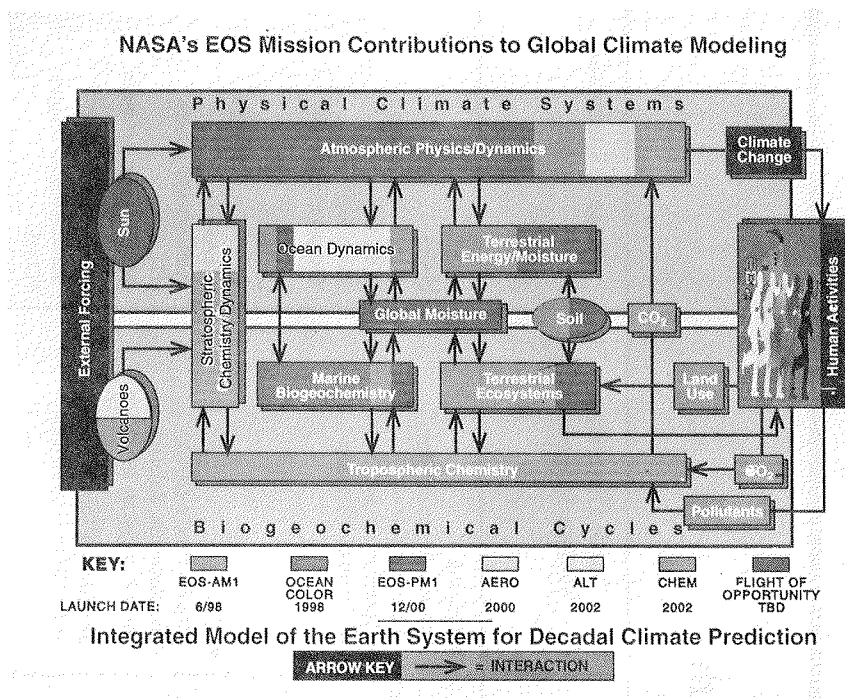 NASA's EOS Mission Contributions to Global Climate Modeling
Physical Climate Systems
Atmospheric Physics/Dynamics
Climate
Change
External Forcing
Sun
Stratospheric
Chemistry Dynamics
Ocean Dynamics
Terrestrial
Energy/Moisture
Human Activities
Global Moisture
Soil
CO₂
Volcanoes
Marine
Biogeochemistry
Terrestrial
Ecosystems
Land
Use
Tropospheric Chemistry
CO₂
Pollutants
Biogeochemical Cycles
KEY:
EOS-AM1
OCEAN
COLOR
EOS-PM1
AERO
ALT
CHEM
FLIGHT OF
OPPORTUNITY
LAUNCH DATE: 6/98 1998 12/00 2000 2002 2002 TBD
Integrated Model of the Earth System for Decadal Climate Prediction
ARROW KEY = INTERACTION